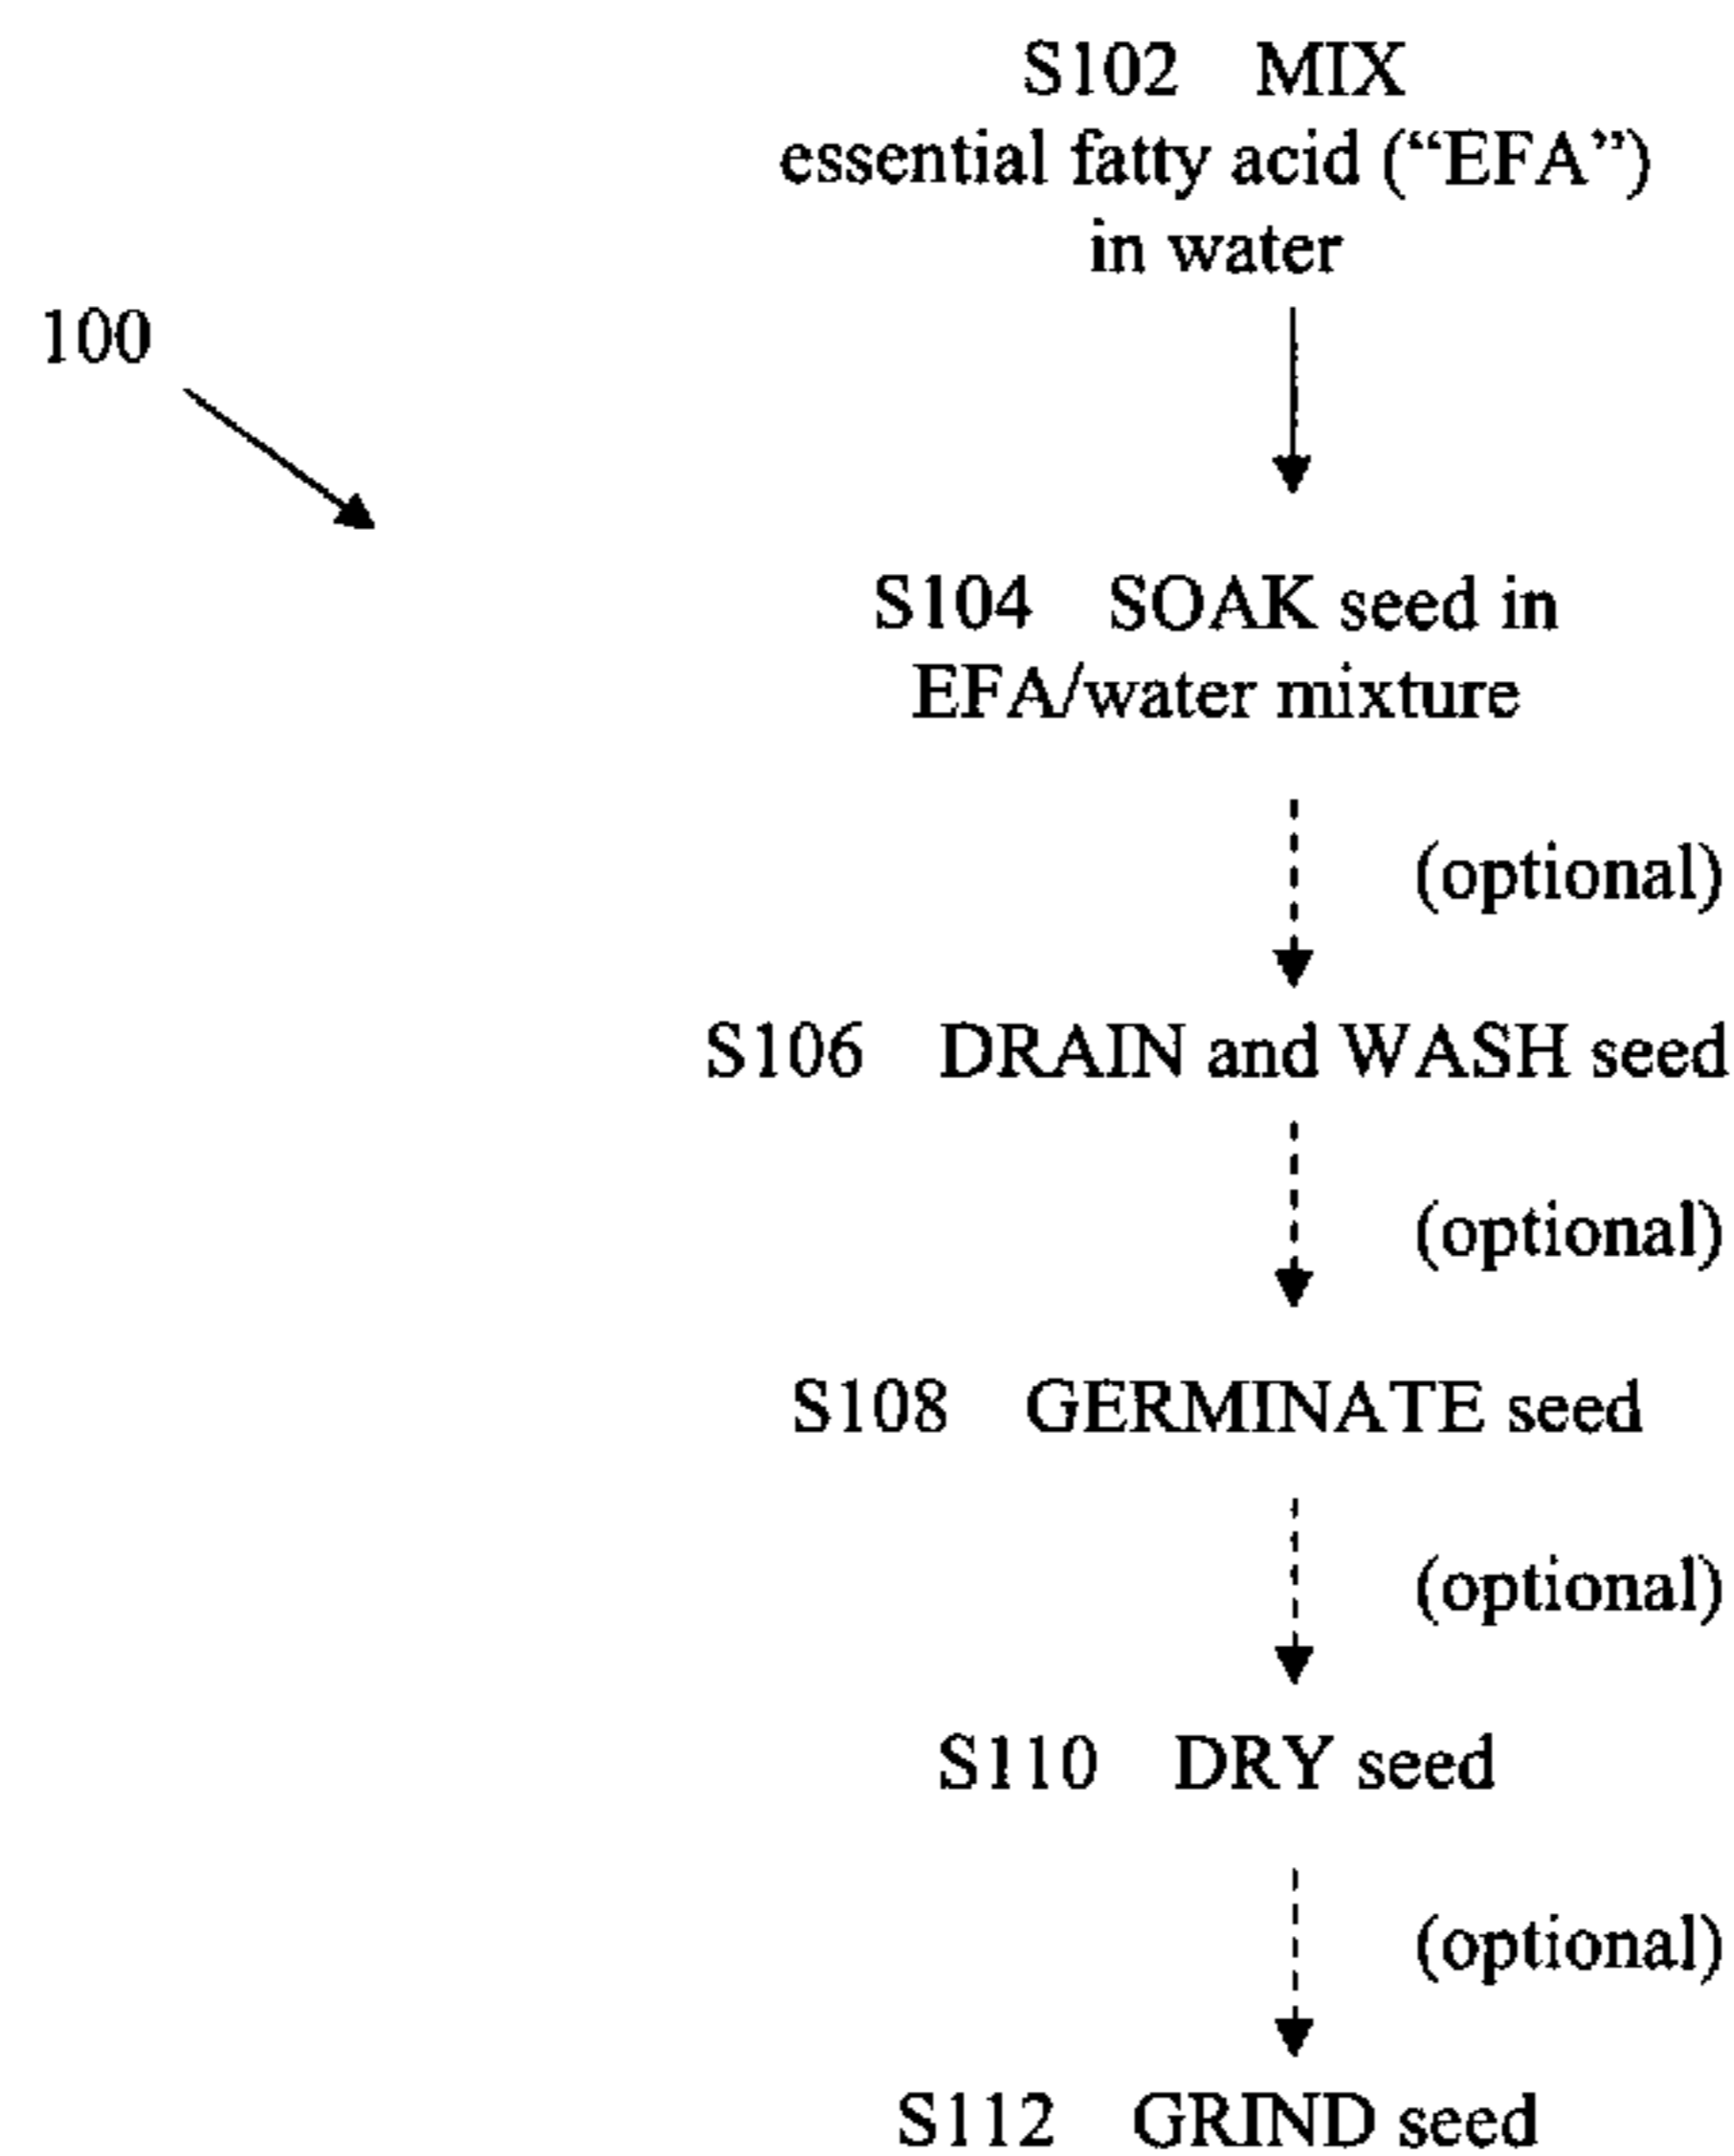 S102 MIX
essential fatty acid (“EFA”)
in water
100
S104 SOAK seed in
EFA/water mixture
(optional)
S106 DRAIN and WASH seed
(optional)
S108 GERMINATE seed
(optional)
S110 DRY seed
(optional)
S112 GRIND seed